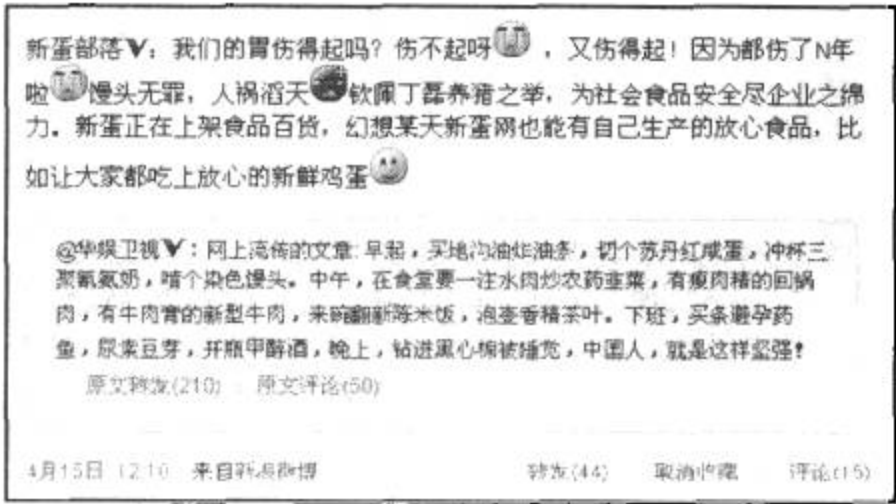 新蛋部落V：我们的胃伤得起吗？伤不起呀，又伤得起！因为都伤了N年
啦馒头无罪，人祸滔天钦佩丁磊养猪之举，为社会食品安全尽企业之绵
力。新蛋正在上架食品百货，幻想某天新蛋网也能有自己生产的放心食品，比
如让大家都吃上放心的新鲜鸡蛋
@华娱卫视V：网上流传的文章：早起，买地沟油炸油条，切个苏丹红咸蛋，冲杯三
聚氰氨奶，啃个染色馒头。中午，在食堂要一注水肉炒农药韭菜，有瘦肉精的回锅
肉，有牛肉膏的新型牛肉，来碗翻新陈米饭，泡壶香精茶叶。下班，买条避孕药
鱼，尿素豆芽，开瓶甲醇酒，晚上，钻进黑心棉被睡觉，中国人，就是这样坚强！
原文转发(210) 原文评论(50)
4月15日 12:10 来自新浪微博 转发(44) 取消收藏 评论(15)